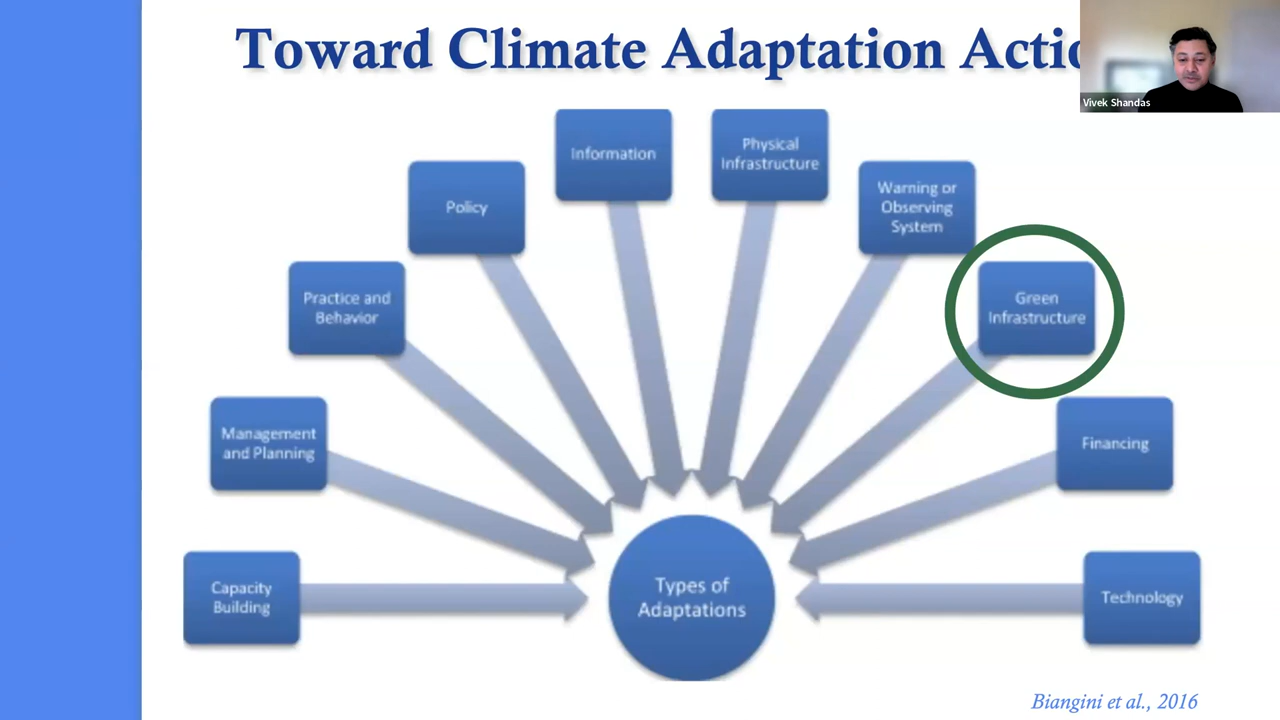 Toward Climate Adaptation Actio
Vivek Shandas
Information
Physical
Infrastructure
Policy
Warning or
Observing
System
Practice and
Behavior
Green
Infrastructure
Management
and Planning
Financing
Capacity
Building
Types of
Adaptations
Technology
Biangini et al., 2016